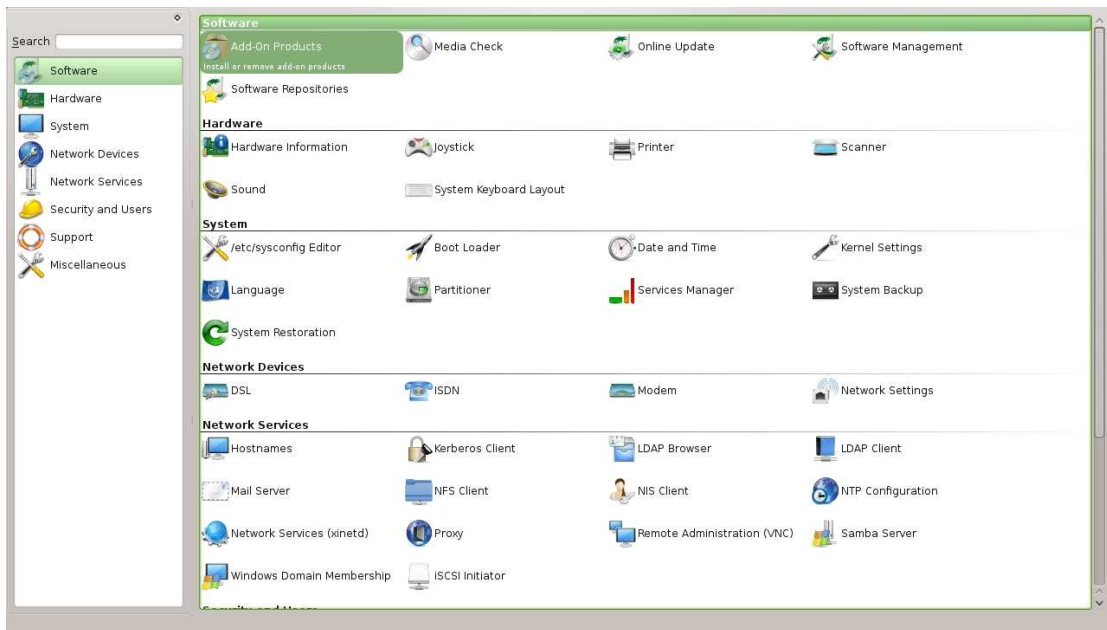 Search
Software
Hardware
System
Network Devices
Network Services
Security and Users
Support
Miscellaneous
Software
Add-On Products
Install or remove add-on products
Media Check
Online Update
Software Management
Software Repositories
Hardware
Hardware Information
Joystick
Printer
Scanner
Sound
System Keyboard Layout
System
/etc/sysconfig Editor
Boot Loader
Date and Time
Kernel Settings
Language
Partitioner
Services Manager
System Backup
System Restoration
Network Devices
DSL
ISDN
Modem
Network Settings
Network Services
Hostnames
Kerberos Client
LDAP Browser
LDAP Client
Mail Server
NFS Client
NIS Client
NTP Configuration
Network Services (xinetd)
Proxy
Remote Administration (VNC)
Samba Server
Windows Domain Membership
iSCSI Initiator
Security and Users